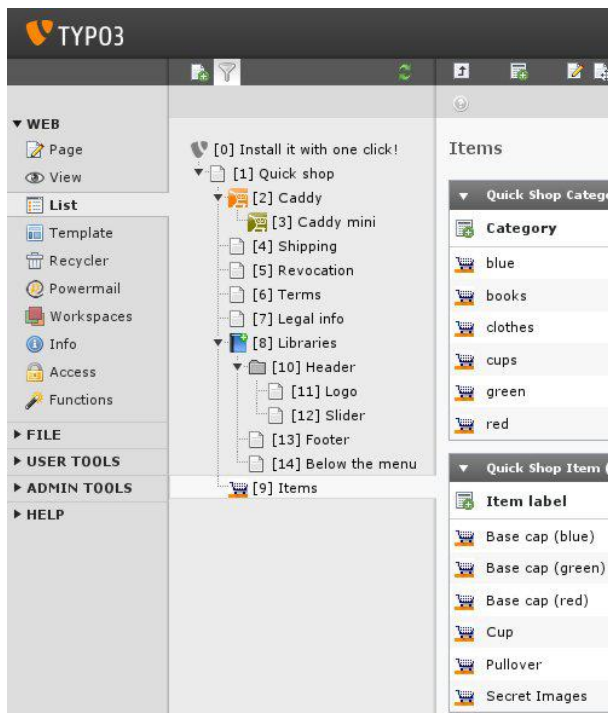 TYPO3
WEB
Page
View
List
Template
Recycler
Powermail
Workspaces
Info
Access
Functions
FILE
USER TOOLS
ADMIN TOOLS
HELP
[0] Install it with one click!
[1] Quick shop
[2] Caddy
[3] Caddy mini
[4] Shipping
[5] Revocation
[6] Terms
[7] Legal info
[8] Libraries
[10] Header
[11] Logo
[12] Slider
[13] Footer
[14] Below the menu
[9] Items
Items
Quick Shop Catego
Category
blue
books
clothes
cups
green
red
Quick Shop Item (
Item label
Base cap (blue)
Base cap (green)
Base cap (red)
Cup
Pullover
Secret Images